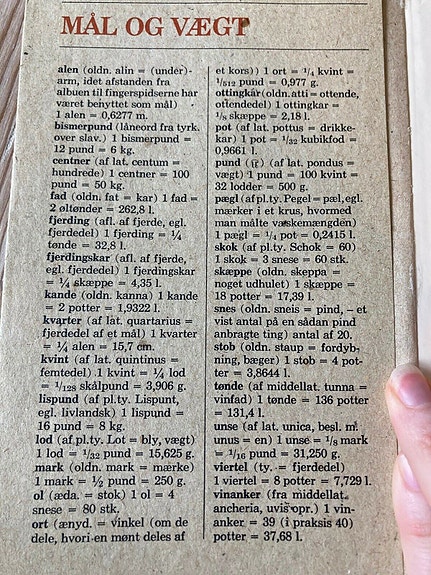 MÅL OG VÆGT
alen (oldn. alin = (under)-
arm, idet afstanden fra
albuen til fingerspidserne har
været benyttet som mål)
1 alen = 0,6277 m.
bismerpund (låneord fra tyrk.
over slav.) 1 bismerpund =
12 pund = 6 kg.
centner (af lat. centum =
hundrede) 1 centner = 100
pund = 50 kg.
fad (oldn. fat = kar) 1 fad =
2 øltønder = 262,8 l.
fjerding (afl. af fjerde, egl.
fjerdedel) 1 fjerding = ¼
tønde = 32,8 l.
fjerdingskar (afl. af fjerde,
egl. fjerdedel) 1 fjerdingskar
= ¼ skæppe = 4,35 l.
kande (oldn. kanna) 1 kande
= 2 potter = 1,9322 l.
kvarter (af lat. quartarius =
fjerdedel af et mål) 1 kvarter
= ¼ alen = 15,7 cm.
kvint (af lat. quintinus =
femtedel) 1 kvint = ¼ lod
= 1/128 skålpund = 3,906 g.
lispund (af pl.ty. Lispunt,
egl. livlandsk) 1 lispund =
16 pund = 8 kg.
lod (af pl.ty. Lot = bly, vægt)
1 lod = 1/32 pund = 15,625 g.
mark (oldn. mark = mærke)
1 mark = ½ pund = 250 g.
ol (æda. = stok) 1 ol = 4
snese = 80 stk.
ort (ænyd. = vinkel (om de
dele, hvori en mønt deles af
et kors)) 1 ort = ¼ kvint =
1/512 pund = 0,977 g.
ottingkar (oldn. atti = ottende,
ottendedel) 1 ottingkar =
⅛ skæppe = 2,18 l.
pot (af lat. pottus = drikke-
kar) 1 pot = 1/32 kubikfod =
0,9661 l.
pund (℔) (af lat. pondus =
vægt) 1 pund = 100 kvint =
32 lodder = 500 g.
pægl (af pl.ty. Pegel = pæl, egl.
mærker i et krus, hvormed
man målte væskemængden)
1 pægl = ¼ pot = 0,2415 l.
skok (af pl.ty. Schok = 60)
1 skok = 3 snese = 60 stk.
skæppe (oldn. skeppa =
noget udhulet) 1 skæppe =
18 potter = 17,39 l.
snes (oldn. sneis = pind, – et
vist antal på en sådan pind
anbragte ting) antal af 20.
stob (oldn. staup = fordyb-
ning, bæger) 1 stob = 4 pot-
ter = 3,8644 l.
tønde (af middellat. tunna =
vinfad) 1 tønde = 136 potter
= 131,4 l.
unse (af lat. unica, besl. m.
unus = en) 1 unse = ⅛ mark
= 1/16 pund = 31,250 g.
viertel (ty. = fjerdedel)
1 viertel = 8 potter = 7,729 l.
vinanker (fra middellat.
ancheria, uvis opr.) 1 vin-
anker = 39 (i praksis 40)
potter = 37,68 l.